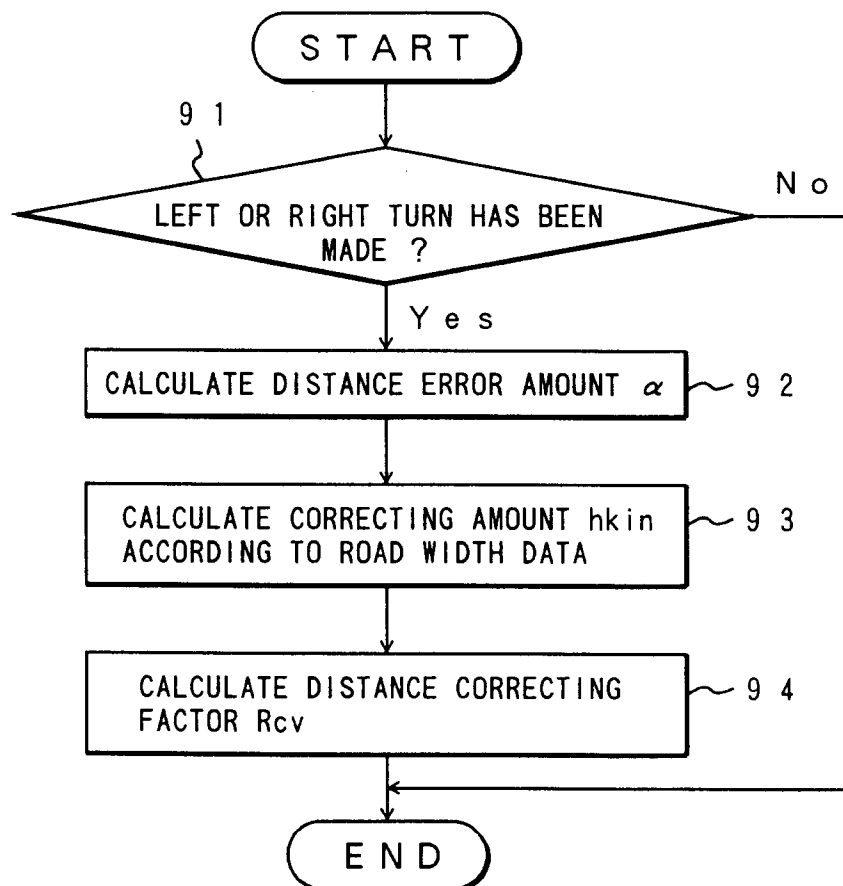 START
91
LEFT OR RIGHT TURN HAS BEEN
MADE ?
No
Yes
CALCULATE DISTANCE ERROR AMOUNT α
92
CALCULATE CORRECTING AMOUNT hkin
ACCORDING TO ROAD WIDTH DATA
93
CALCULATE DISTANCE CORRECTING
FACTOR Rcv
94
END